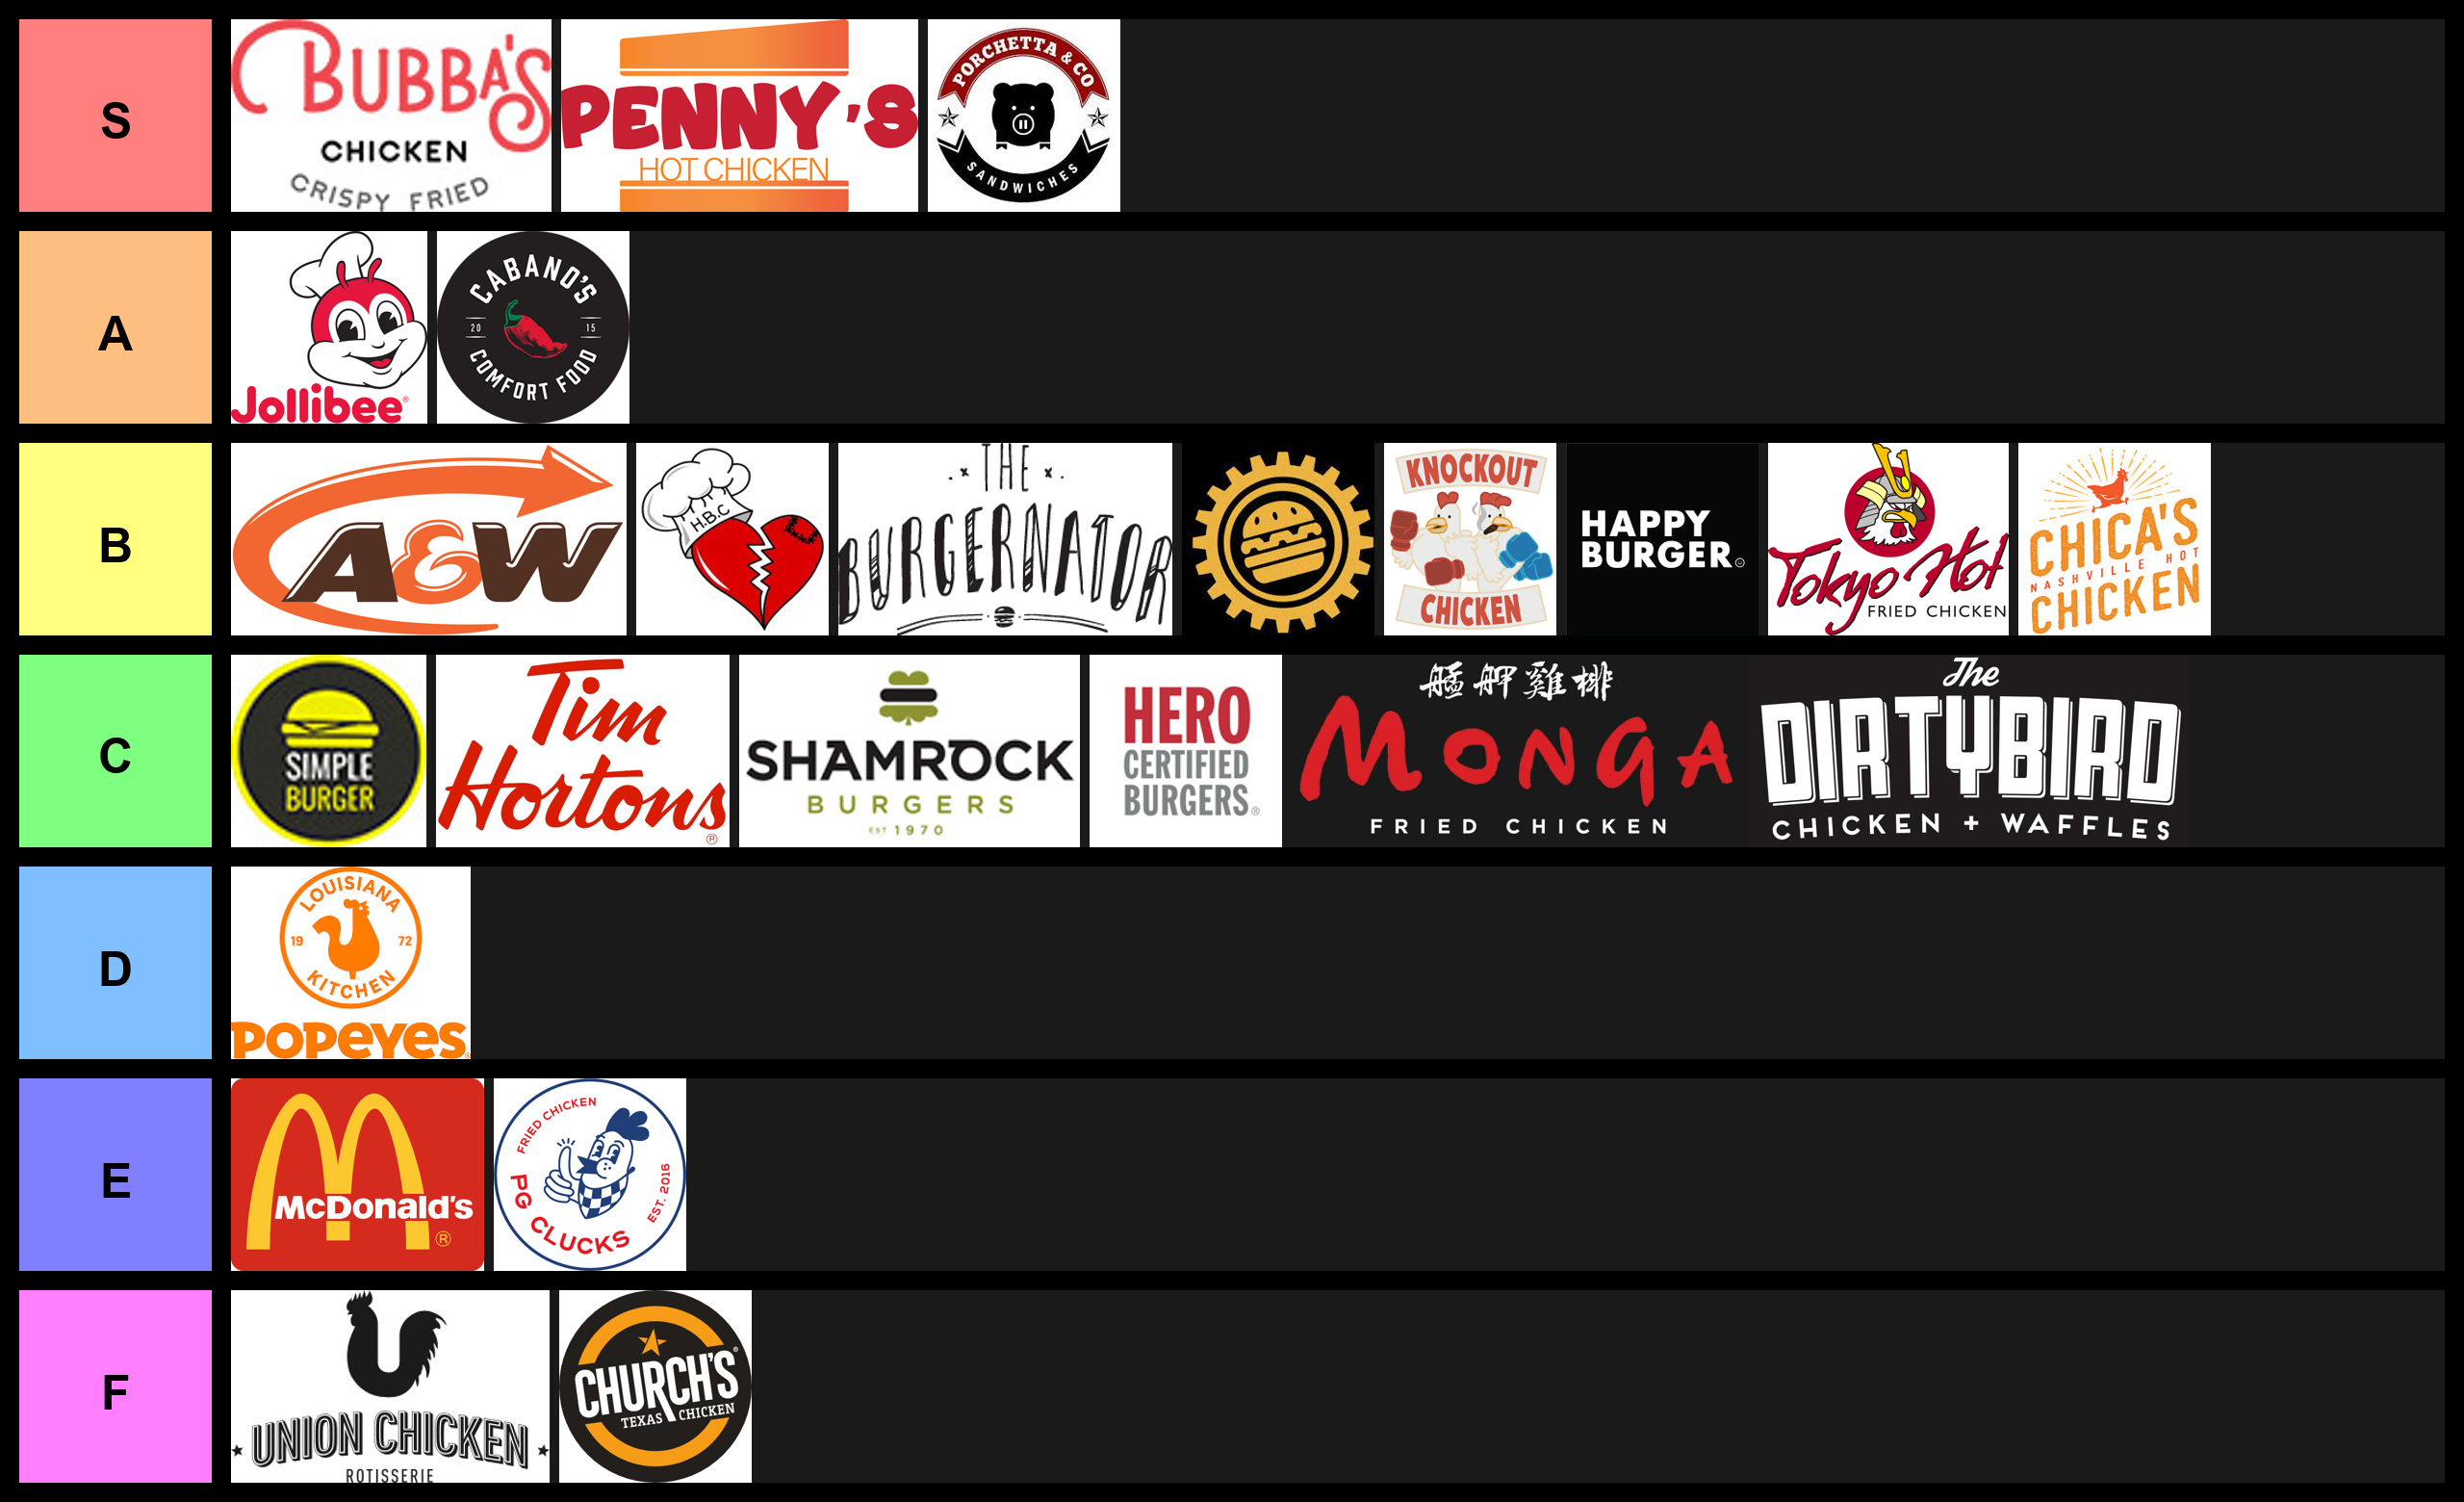 S
BUBBA'S
CHICKEN
CRISPY FRIED
PENNY'S
HOT CHICKEN
PORCHETTA & CO
SANDWICHES
A
Jollibee®
CABANO'S
20 15
COMFORT FOOD
B
A&W
H.B.C
THE
BURGERNATOR
KNOCKOUT
CHICKEN
HAPPY
BURGER
Tokyo Hot
FRIED CHICKEN
CHICA'S
NASHVILLE HOT
CHICKEN
C
SIMPLE
BURGER
Tim
Hortons®
SHAMROCK
BURGERS
EST 1970
HERO
CERTIFIED
BURGERS®
艋舺雞排
MONGA
FRIED CHICKEN
The
DIRTYBIRD
CHICKEN + WAFFLES
D
LOUISIANA
19 72
KITCHEN
POPEYES
E
McDonald's
®
FRIED CHICKEN
PG CLUCKS
EST. 2016
F
UNION CHICKEN
ROTISSERIE
CHURCH'S®
TEXAS CHICKEN